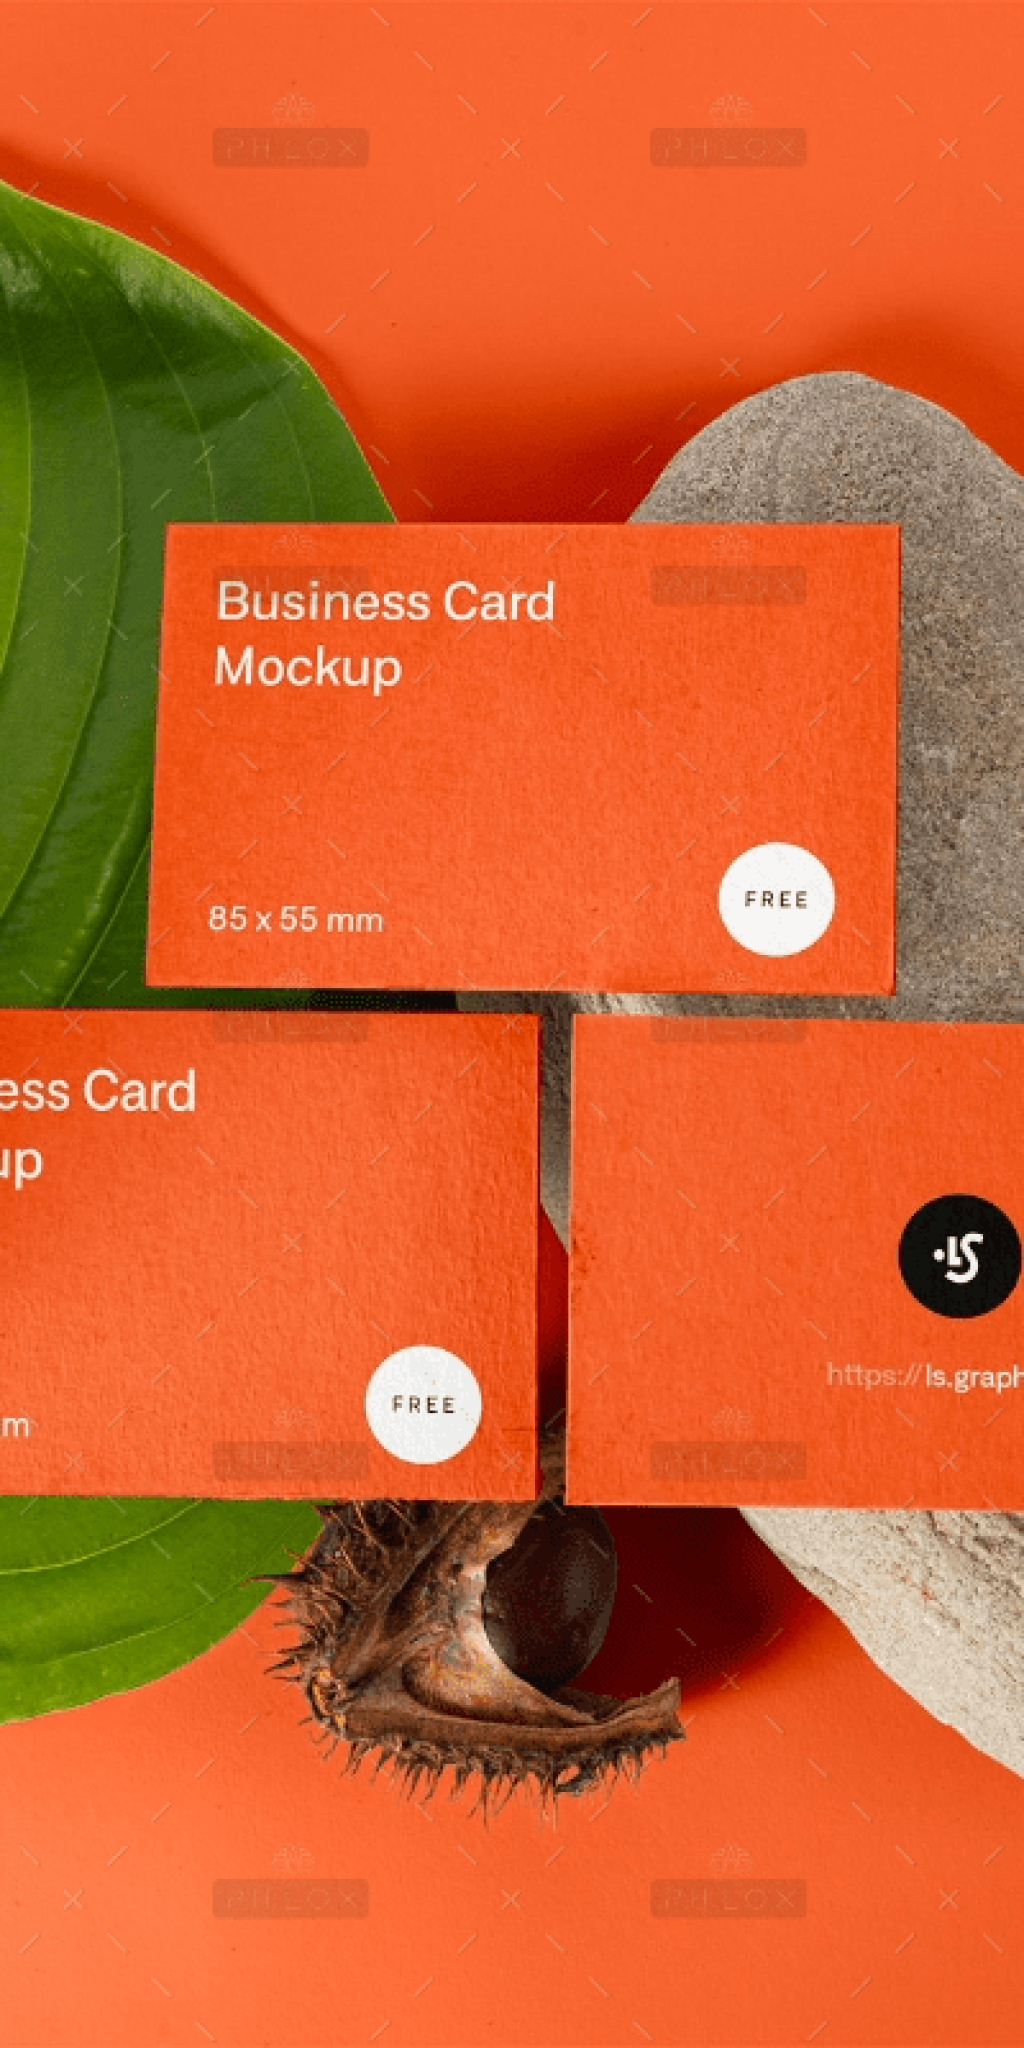 PHLOX PHLOX
Business Card
Mockup
85 x 55 mm
FREE
ess Card
up
m
FREE
ls
https://ls.graph
PHLOX PHLOX
PHLOX PHLOX